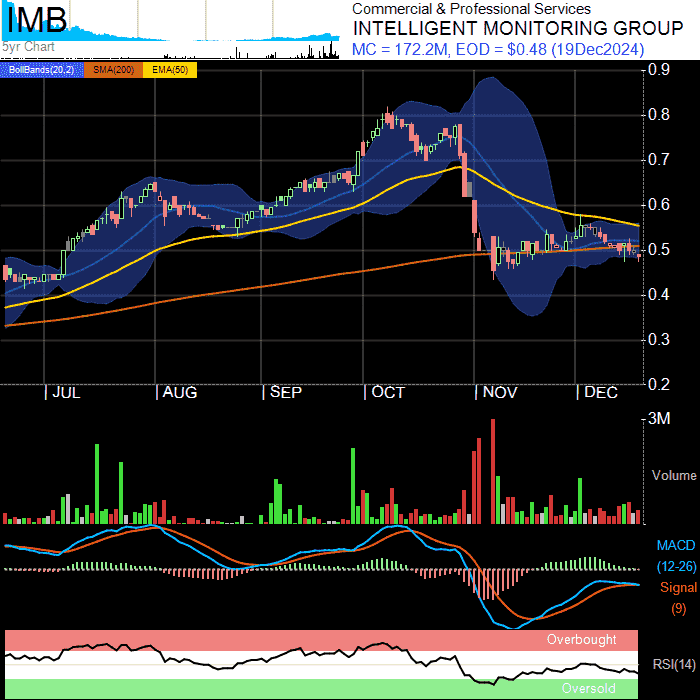 IMB
5yr Chart
Commercial & Professional Services
INTELLIGENT MONITORING GROUP
MC = 172.2M, EOD = $0.48 (19Dec2024)
BollBands(20,2) SMA(200) EMA(50)
0.9
0.8
0.7
0.6
0.5
0.4
0.3
0.2
| JUL | AUG | SEP | OCT | NOV | DEC
3M
Volume
MACD
(12-26)
Signal
(9)
Overbought
RSI(14)
Oversold